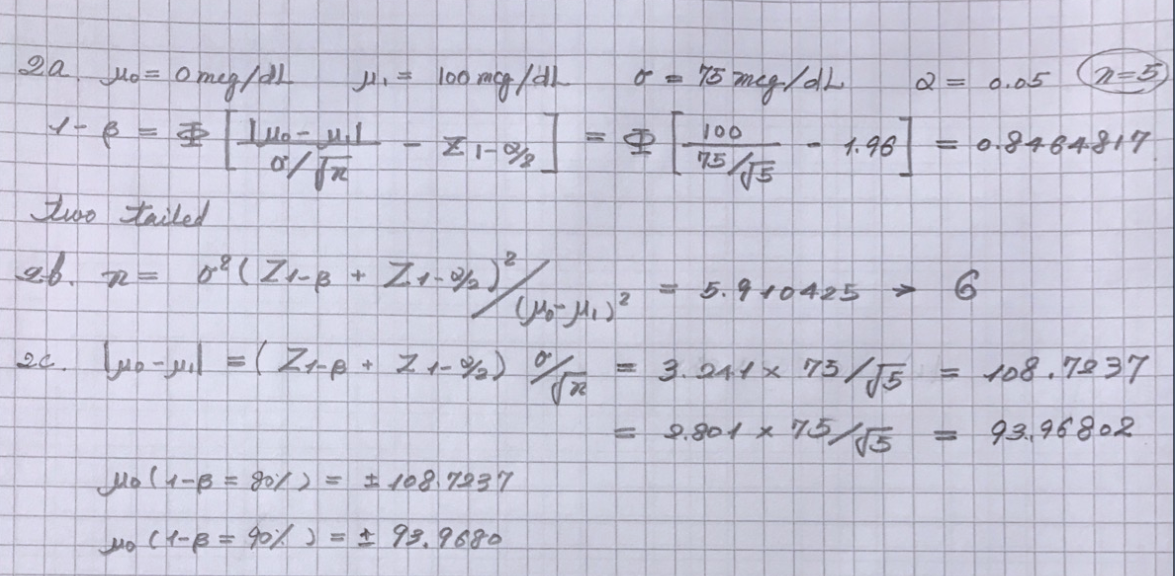 2a. μ₀ = 0 mcg/dL μ₁ = 100 mcg/dL σ = 75 mcg/dL α = 0.05 n=5
1-β = Φ [ |μ₀ - μ₁| / σ/√n - Z1-α/2 ] = Φ [ 100 / 75/√5 - 1.96 ] = 0.8464817
two tailed
2b. n = σ²(Z1-β + Z1-α/2)² / (μ₀-μ₁)² = 5.910425 → 6
2c. |μ₀-μ₁| = (Z1-β + Z1-α/2) σ/√n = 3.241 × 75/√5 = 108.7237
= 2.801 × 75/√5 = 93.96802
μ₀ (1-β = 80%) = ± 108.7237
μ₀ (1-β = 90%) = ± 93.9680